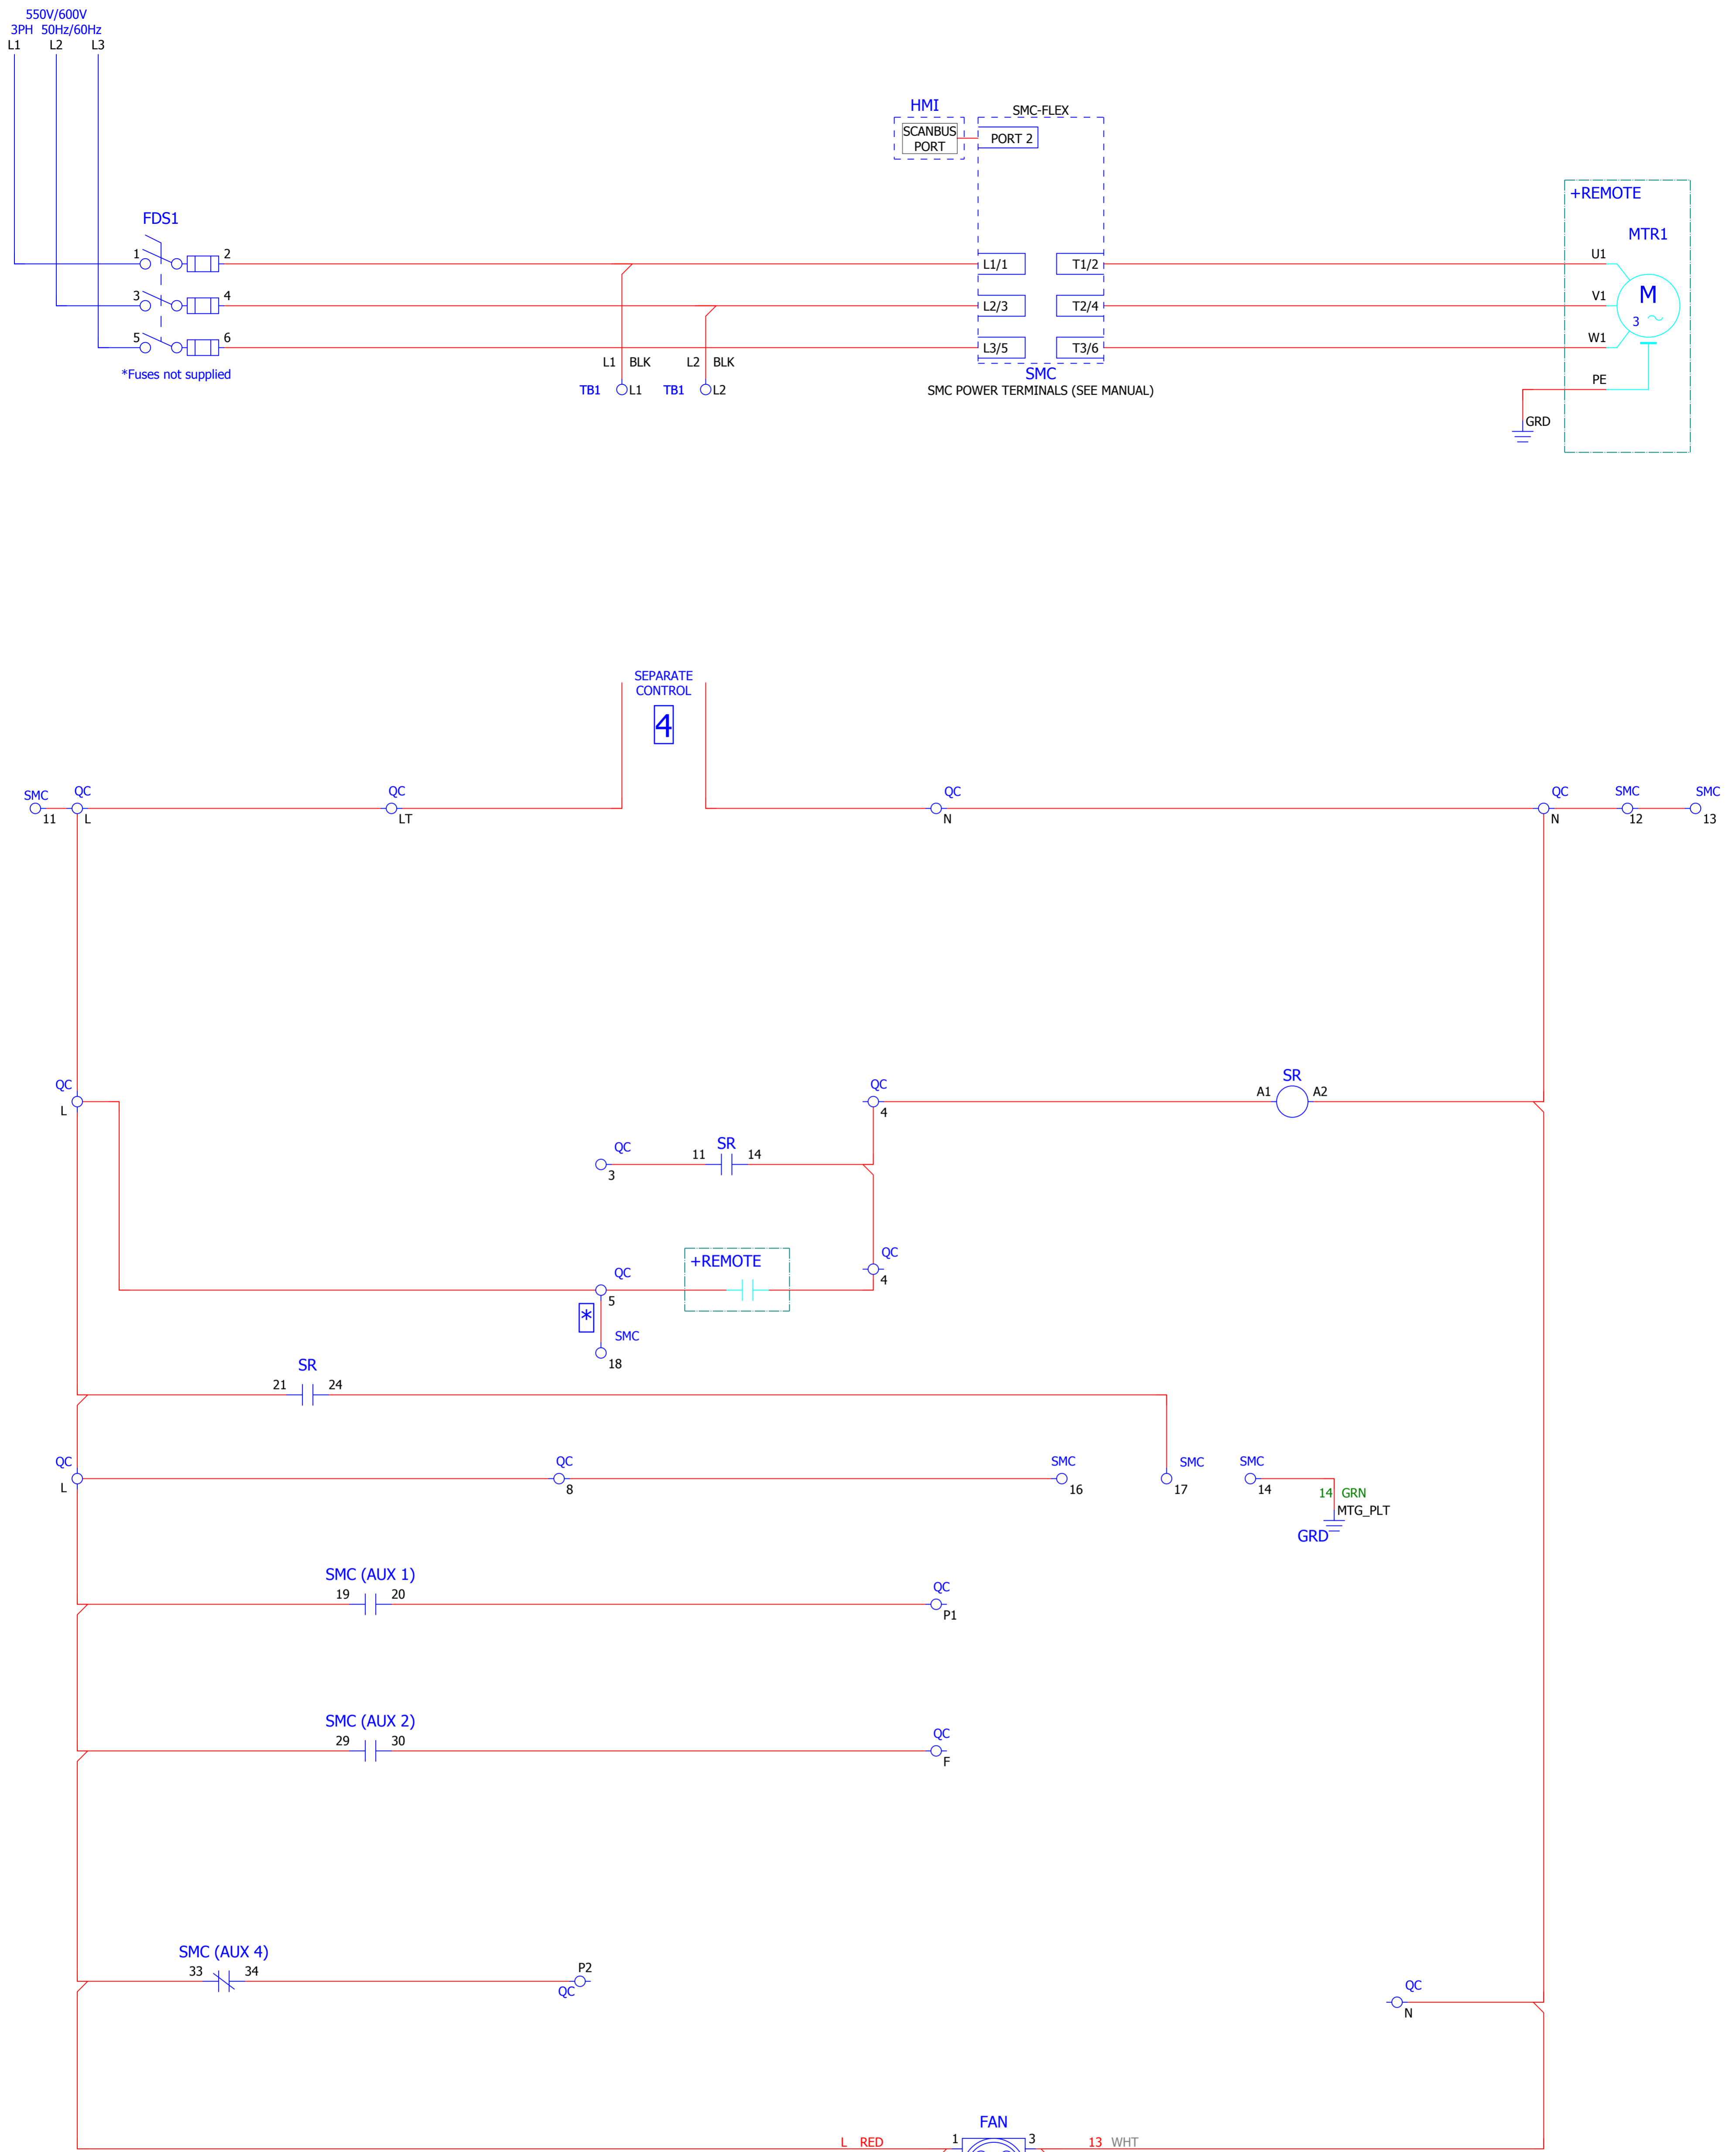 550V/600V
3PH 50Hz/60Hz
L1 L2 L3
HMI
SMC-FLEX
SCANBUS
PORT
PORT 2
+REMOTE
FDS1
MTR1
1 2 L1/1 T1/2 U1
3 4 L2/3 T2/4 V1 M
3
5 6 L3/5 T3/6 W1
L1 BLK L2 BLK
*Fuses not supplied
SMC
PE
TB1 L1 TB1 L2
SMC POWER TERMINALS (SEE MANUAL)
GRD
SEPARATE
CONTROL
4
SMC QC QC QC QC SMC SMC
11 L LT N N 12 13
QC QC SR
L 4 A1 A2
QC SR
3 11 14
QC +REMOTE QC
5 4
*
SMC
18
SR
21 24
QC QC SMC SMC SMC
L 8 16 17 14
14 GRN
MTG_PLT
GRD
SMC (AUX 1)
19 20 QC
P1
SMC (AUX 2)
29 30 QC
F
SMC (AUX 4)
33 34 P2
QC
QC
N
FAN
L RED 1 3 13 WHT